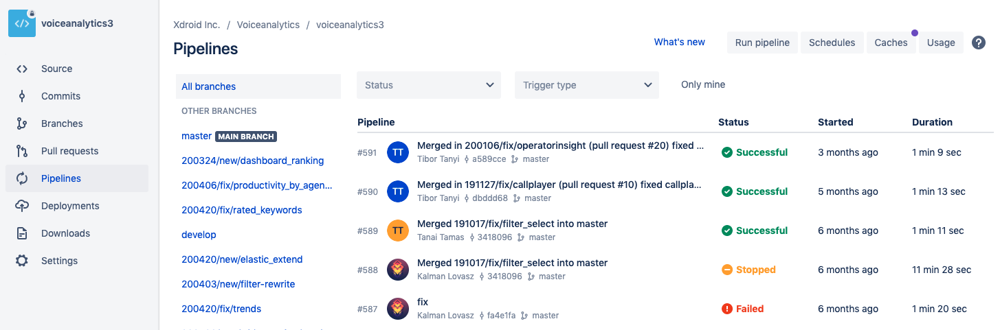 voiceanalytics3
Source
Commits
Branches
Pull requests
Pipelines
Deployments
Downloads
Settings
Xdroid Inc. / Voiceanalytics / voiceanalytics3
Pipelines
What's new
Run pipeline
Schedules
Caches
Usage
All branches
OTHER BRANCHES
master MAIN BRANCH
200324/new/dashboard_ranking
200406/fix/productivity_by_agen...
200420/fix/rated_keywords
develop
200420/new/elastic_extend
200403/new/filter-rewrite
200420/fix/trends
Status
Trigger type
Only mine
Pipeline Status Started Duration
#591 TT Merged in 200106/fix/operatorinsight (pull request #20) fixed ... Successful 3 months ago 1 min 9 sec
Tibor Tanyi a589cce master
#590 TT Merged in 191127/fix/callplayer (pull request #10) fixed callpla... Successful 5 months ago 1 min 13 sec
Tibor Tanyi dbddd68 master
#589 TT Merged 191017/fix/filter_select into master Successful 6 months ago 1 min 11 sec
Tanai Tamas 3418096 master
#588 Merged 191017/fix/filter_select into master Stopped 6 months ago 11 min 28 sec
Kalman Lovasz 3418096 master
#587 fix Failed 6 months ago 1 min 20 sec
Kalman Lovasz fa4e1fa master